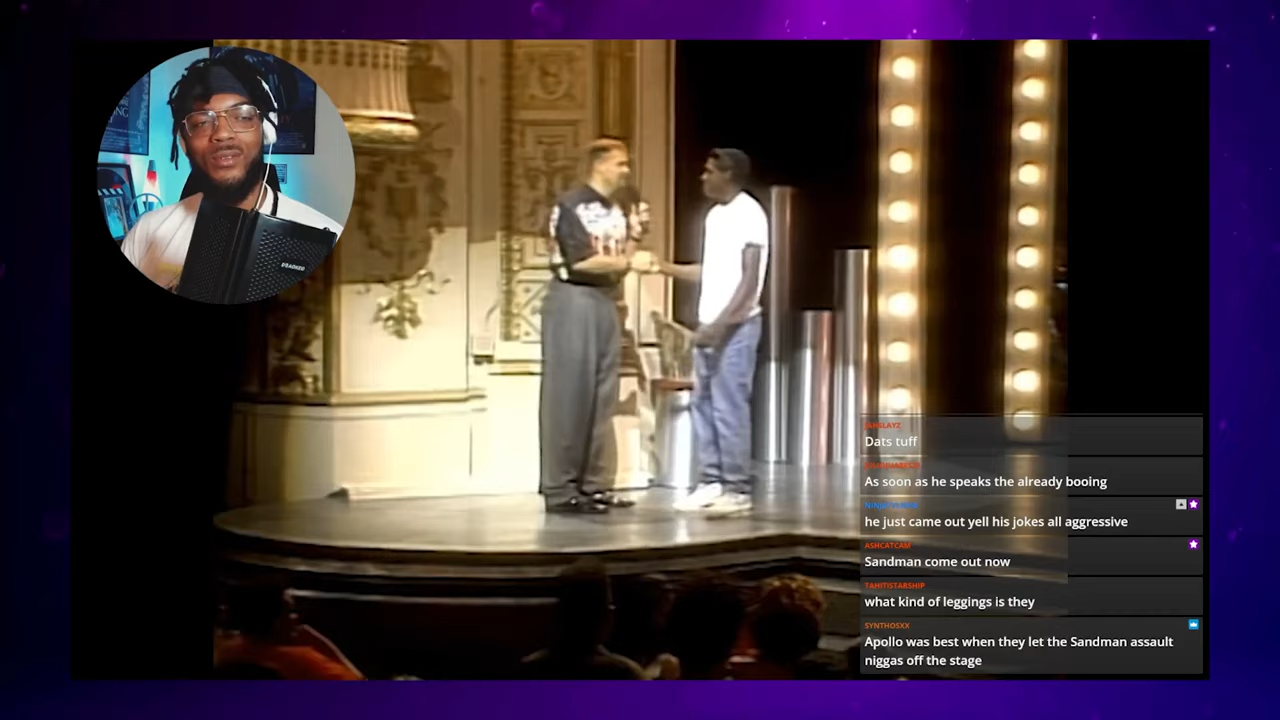 Dats tuff
As soon as he speaks the already booing
he just came out yell his jokes all aggressive
ASHCATCAM
Sandman come out now
TAHITISTARSHIP
what kind of leggings is they
SYNTHOSXX
Apollo was best when they let the Sandman assault
niggas off the stage